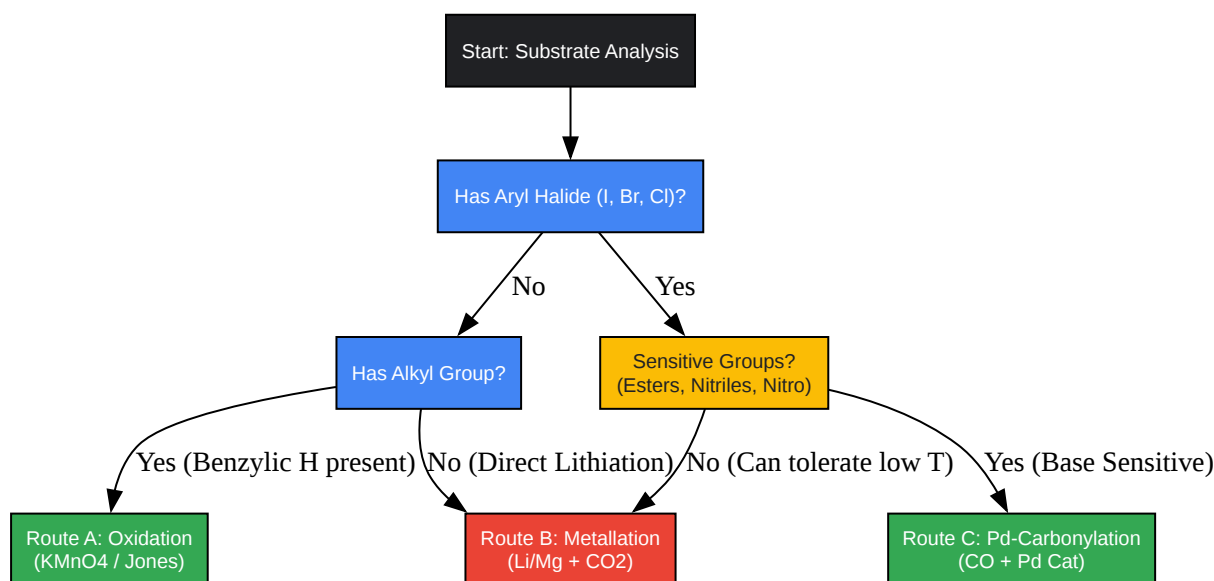 Start: Substrate Analysis
Has Aryl Halide (I, Br, Cl)?
No
Yes
Has Alkyl Group?
Sensitive Groups?
(Esters, Nitriles, Nitro)
Yes (Benzylic H present)
No (Direct Lithiation)
No (Can tolerate low T)
Yes (Base Sensitive)
Route A: Oxidation
(KMnO4 / Jones)
Route B: Metallation
(Li/Mg + CO2)
Route C: Pd-Carbonylation
(CO + Pd Cat)